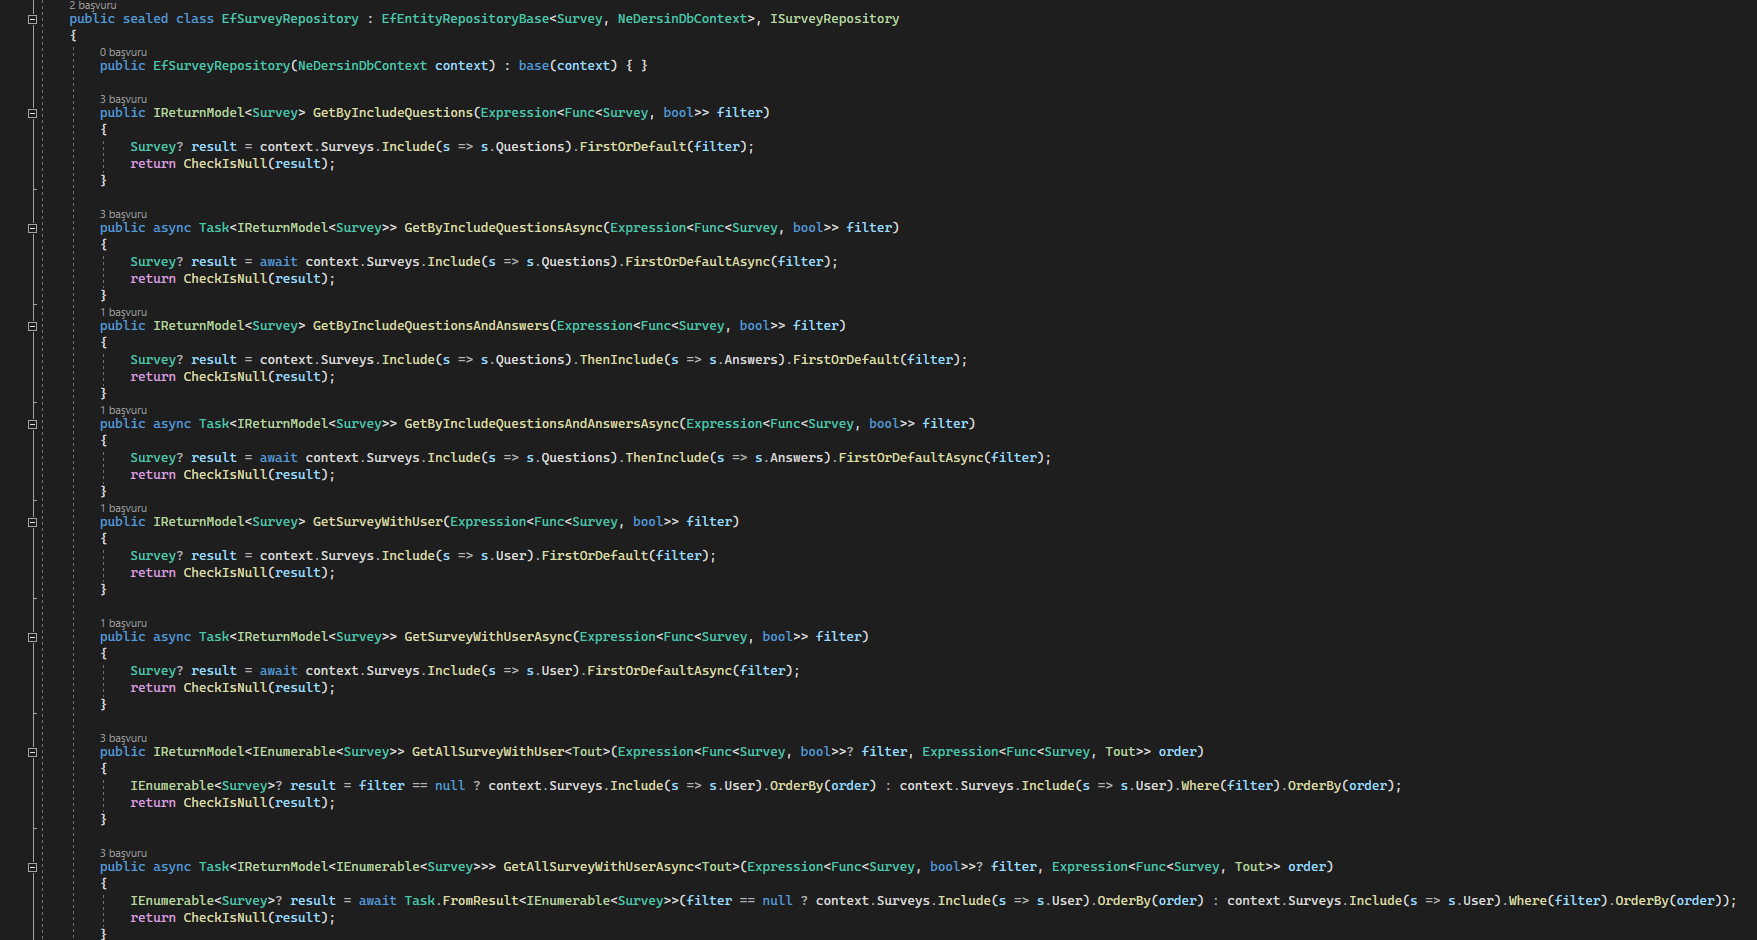 2 başvuru
public sealed class EfSurveyRepository : EfEntityRepositoryBase<Survey, NeDersinDbContext>, ISurveyRepository
{
0 başvuru
public EfSurveyRepository(NeDersinDbContext context) : base(context) { }
3 başvuru
public IReturnModel<Survey> GetByIncludeQuestions(Expression<Func<Survey, bool>> filter)
{
Survey? result = context.Surveys.Include(s => s.Questions).FirstOrDefault(filter);
return CheckIsNull(result);
}
3 başvuru
public async Task<IReturnModel<Survey>> GetByIncludeQuestionsAsync(Expression<Func<Survey, bool>> filter)
{
Survey? result = await context.Surveys.Include(s => s.Questions).FirstOrDefaultAsync(filter);
return CheckIsNull(result);
}
1 başvuru
public IReturnModel<Survey> GetByIncludeQuestionsAndAnswers(Expression<Func<Survey, bool>> filter)
{
Survey? result = context.Surveys.Include(s => s.Questions).ThenInclude(s => s.Answers).FirstOrDefault(filter);
return CheckIsNull(result);
}
1 başvuru
public async Task<IReturnModel<Survey>> GetByIncludeQuestionsAndAnswersAsync(Expression<Func<Survey, bool>> filter)
{
Survey? result = await context.Surveys.Include(s => s.Questions).ThenInclude(s => s.Answers).FirstOrDefaultAsync(filter);
return CheckIsNull(result);
}
1 başvuru
public IReturnModel<Survey> GetSurveyWithUser(Expression<Func<Survey, bool>> filter)
{
Survey? result = context.Surveys.Include(s => s.User).FirstOrDefault(filter);
return CheckIsNull(result);
}
1 başvuru
public async Task<IReturnModel<Survey>> GetSurveyWithUserAsync(Expression<Func<Survey, bool>> filter)
{
Survey? result = await context.Surveys.Include(s => s.User).FirstOrDefaultAsync(filter);
return CheckIsNull(result);
}
3 başvuru
public IReturnModel<IEnumerable<Survey>> GetAllSurveyWithUser<Tout>(Expression<Func<Survey, bool>>? filter, Expression<Func<Survey, Tout>> order)
{
IEnumerable<Survey>? result = filter == null ? context.Surveys.Include(s => s.User).OrderBy(order) : context.Surveys.Include(s => s.User).Where(filter).OrderBy(order);
return CheckIsNull(result);
}
3 başvuru
public async Task<IReturnModel<IEnumerable<Survey>>> GetAllSurveyWithUserAsync<Tout>(Expression<Func<Survey, bool>>? filter, Expression<Func<Survey, Tout>> order)
{
IEnumerable<Survey>? result = await Task.FromResult<IEnumerable<Survey>>(filter == null ? context.Surveys.Include(s => s.User).OrderBy(order) : context.Surveys.Include(s => s.User).Where(filter).OrderBy(order));
return CheckIsNull(result);
}